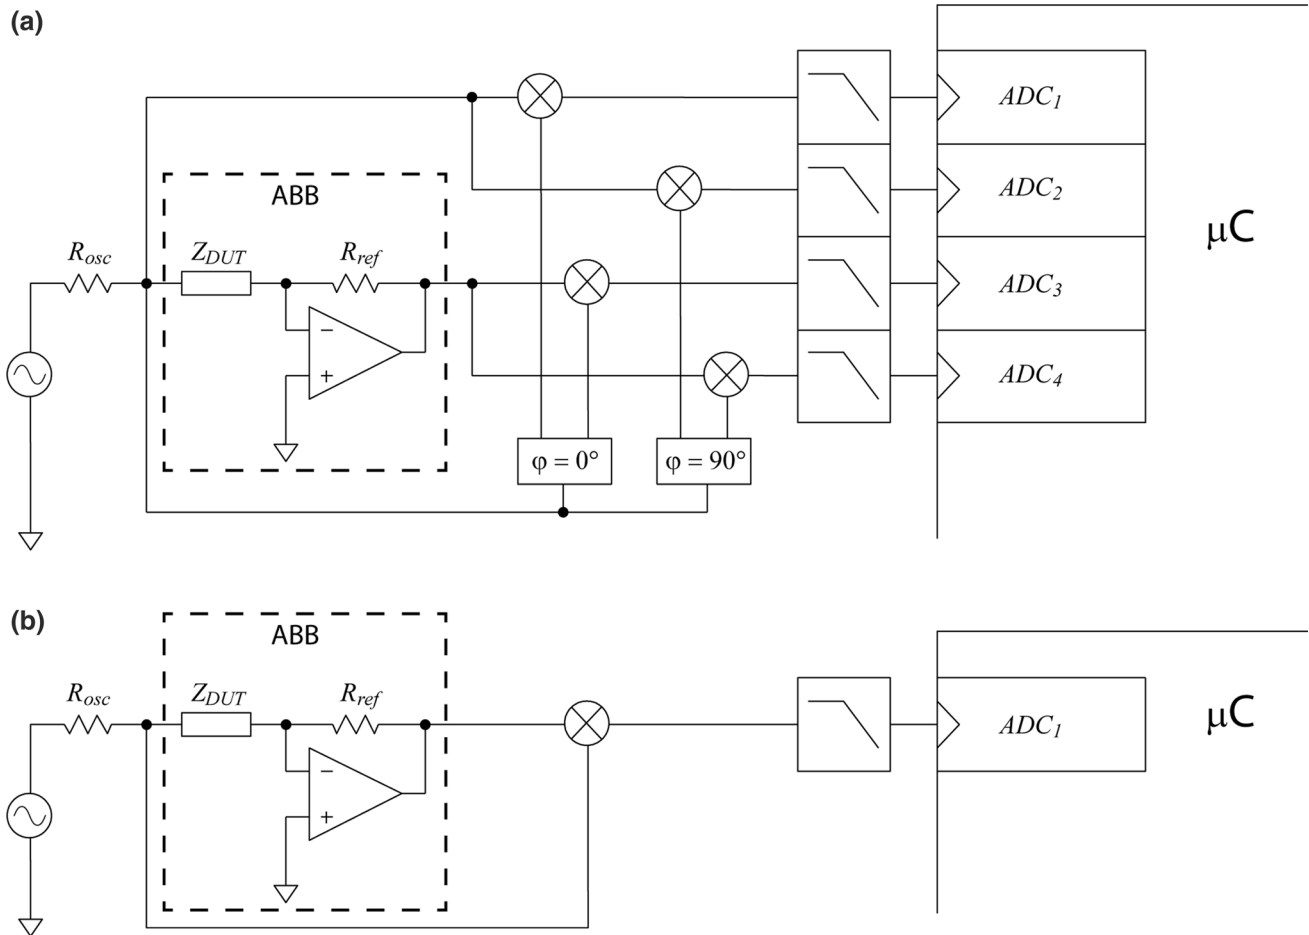 (a)
ADC1
ABB
ADC2
μC
Rosc
ZDUT
Rref
ADC3
−
+
ADC4
φ = 0°
φ = 90°
(b)
ABB
Rosc
ZDUT
Rref
ADC1
μC
−
+